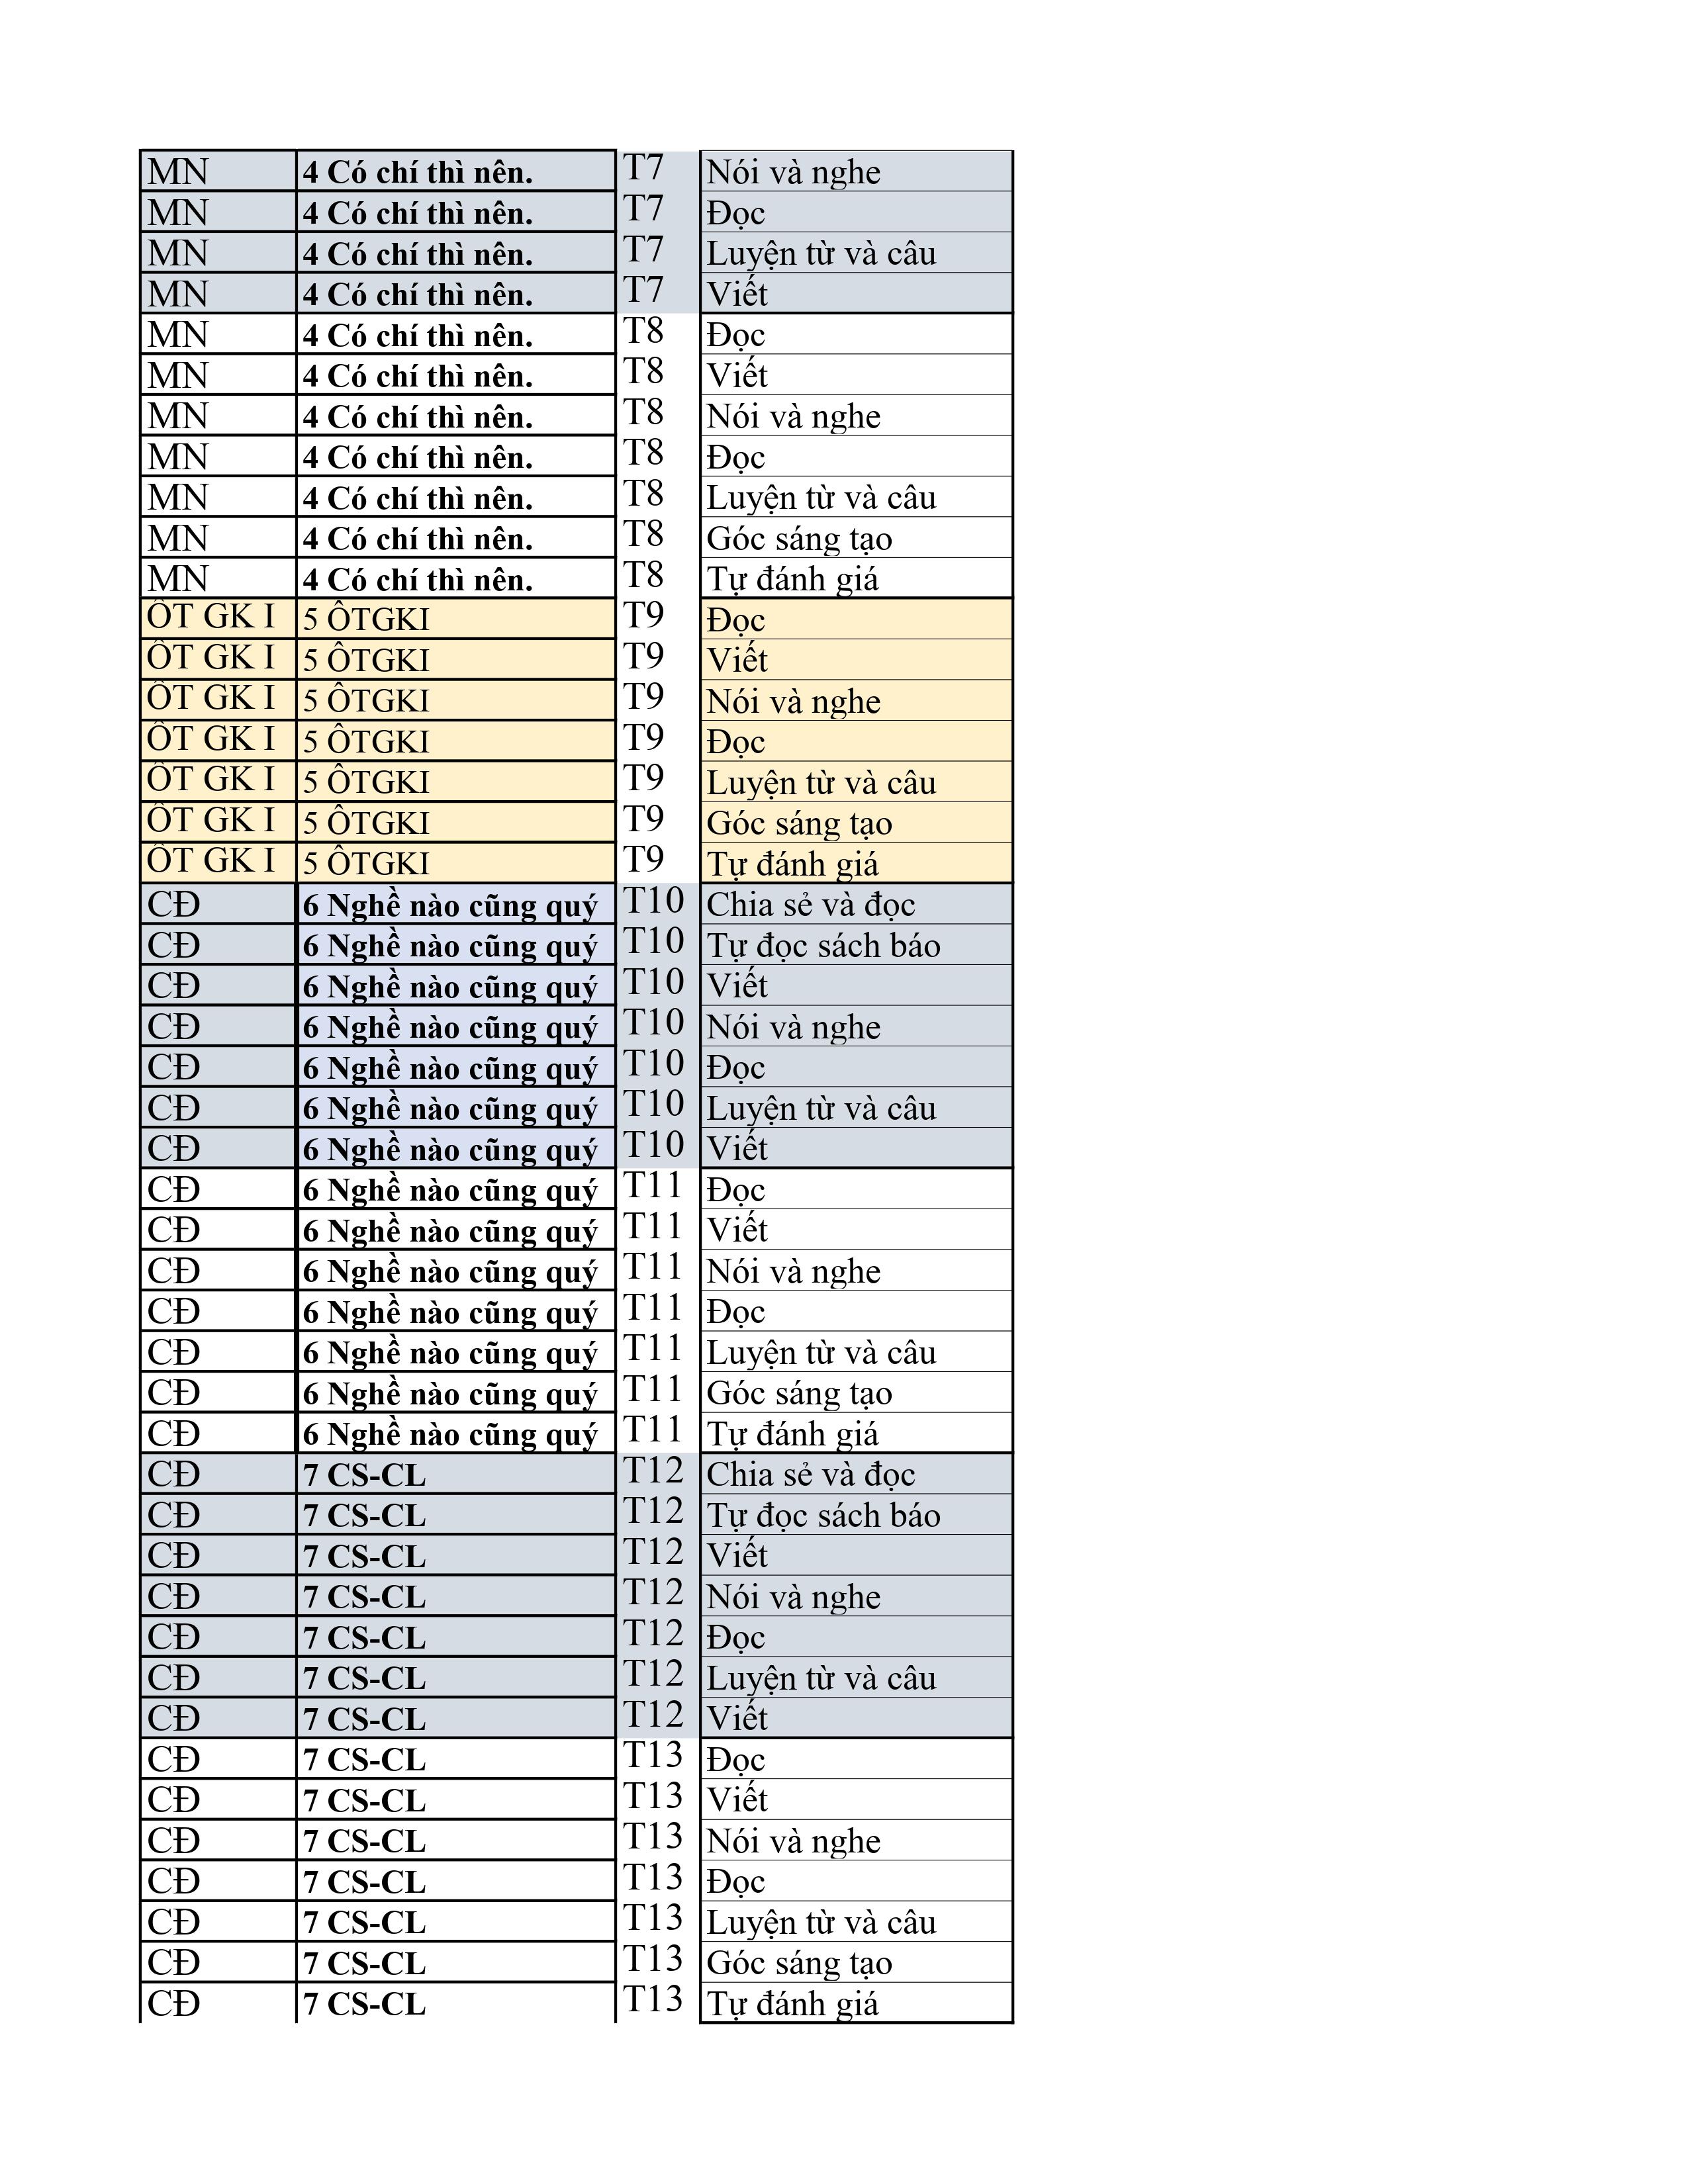 MN 4 Có chí thì nên. T7 Nói và nghe
MN 4 Có chí thì nên. T7 Đọc
MN 4 Có chí thì nên. T7 Luyện từ và câu
MN 4 Có chí thì nên. T7 Viết
MN 4 Có chí thì nên. T8 Đọc
MN 4 Có chí thì nên. T8 Viết
MN 4 Có chí thì nên. T8 Nói và nghe
MN 4 Có chí thì nên. T8 Đọc
MN 4 Có chí thì nên. T8 Luyện từ và câu
MN 4 Có chí thì nên. T8 Góc sáng tạo
MN 4 Có chí thì nên. T8 Tự đánh giá
ÔT GK I 5 ÔTGKI T9 Đọc
ÔT GK I 5 ÔTGKI T9 Viết
ÔT GK I 5 ÔTGKI T9 Nói và nghe
ÔT GK I 5 ÔTGKI T9 Đọc
ÔT GK I 5 ÔTGKI T9 Luyện từ và câu
ÔT GK I 5 ÔTGKI T9 Góc sáng tạo
ÔT GK I 5 ÔTGKI T9 Tự đánh giá
CĐ 6 Nghề nào cũng quý T10 Chia sẻ và đọc
CĐ 6 Nghề nào cũng quý T10 Tự đọc sách báo
CĐ 6 Nghề nào cũng quý T10 Viết
CĐ 6 Nghề nào cũng quý T10 Nói và nghe
CĐ 6 Nghề nào cũng quý T10 Đọc
CĐ 6 Nghề nào cũng quý T10 Luyện từ và câu
CĐ 6 Nghề nào cũng quý T10 Viết
CĐ 6 Nghề nào cũng quý T11 Đọc
CĐ 6 Nghề nào cũng quý T11 Viết
CĐ 6 Nghề nào cũng quý T11 Nói và nghe
CĐ 6 Nghề nào cũng quý T11 Đọc
CĐ 6 Nghề nào cũng quý T11 Luyện từ và câu
CĐ 6 Nghề nào cũng quý T11 Góc sáng tạo
CĐ 6 Nghề nào cũng quý T11 Tự đánh giá
CĐ 7 CS-CL T12 Chia sẻ và đọc
CĐ 7 CS-CL T12 Tự đọc sách báo
CĐ 7 CS-CL T12 Viết
CĐ 7 CS-CL T12 Nói và nghe
CĐ 7 CS-CL T12 Đọc
CĐ 7 CS-CL T12 Luyện từ và câu
CĐ 7 CS-CL T12 Viết
CĐ 7 CS-CL T13 Đọc
CĐ 7 CS-CL T13 Viết
CĐ 7 CS-CL T13 Nói và nghe
CĐ 7 CS-CL T13 Đọc
CĐ 7 CS-CL T13 Luyện từ và câu
CĐ 7 CS-CL T13 Góc sáng tạo
CĐ 7 CS-CL T13 Tự đánh giá